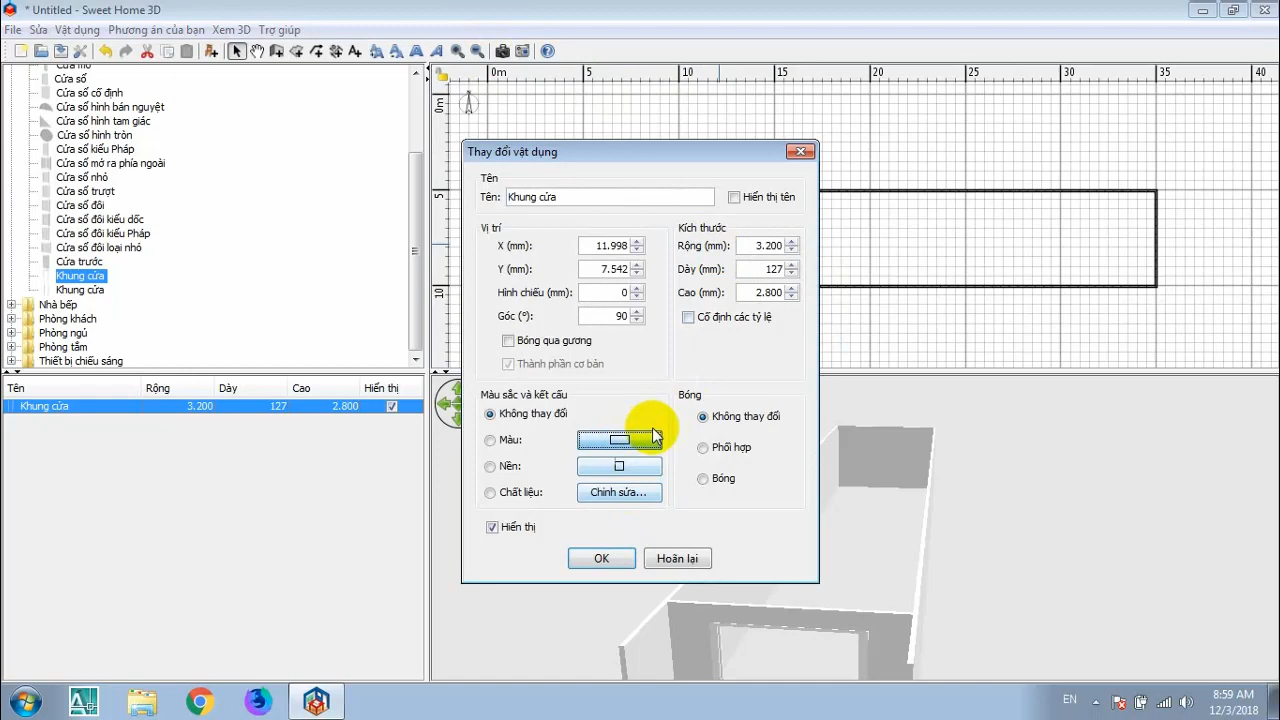 * Untitled - Sweet Home 3D
File Sửa Vật dụng Phương án của bạn Xem 3D Trợ giúp
Cửa sổ
Cửa sổ cố định
Cửa sổ hình bán nguyệt
Cửa sổ hình tam giác
Cửa sổ hình tròn
Cửa sổ kiểu Pháp
Cửa sổ mở ra phía ngoài
Cửa sổ nhỏ
Cửa sổ trượt
Cửa sổ đôi
Cửa sổ đôi kiểu dốc
Cửa sổ đôi kiểu Pháp
Cửa sổ đôi loại nhỏ
Cửa trước
Khung cửa
Khung cửa
Nhà bếp
Phòng khách
Phòng ngủ
Phòng tắm
Thiết bị chiếu sáng
Tên Rộng Dày Cao Hiển thị
Khung cửa 3.200 127 2.800
0m 5 10 15 20 25 30 35 40
0m
5
10
Thay đổi vật dụng
Tên
Tên: Khung cửa Hiển thị tên
Vị trí
X (mm): 11.998
Y (mm): 7.542
Hình chiếu (mm): 0
Góc (º): 90
Bóng qua gương
Thành phần cơ bản
Kích thước
Rộng (mm): 3.200
Dày (mm): 127
Cao (mm): 2.800
Cố định các tỷ lệ
Màu sắc và kết cấu
Không thay đổi
Màu:
Nền:
Chất liệu: Chỉnh sửa...
Bóng
Không thay đổi
Phối hợp
Bóng
Hiển thị
OK Hoãn lại
EN
8:59 AM
12/3/2018